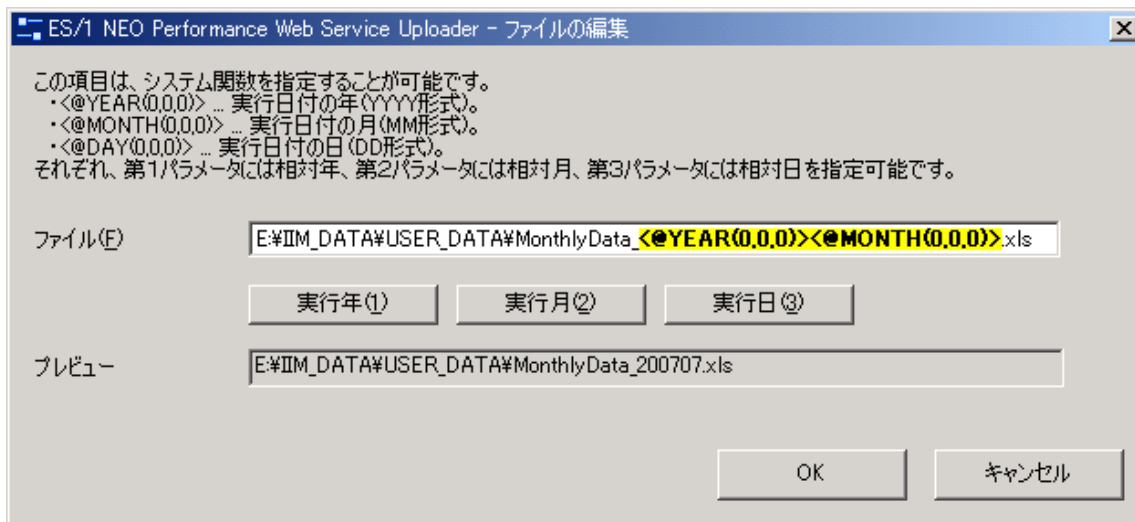 ES/1 NEO Performance Web Service Uploader - ファイルの編集
この項目は、システム関数を指定することが可能です。
・<@YEAR(0,0,0)> ... 実行日付の年(YYYY形式)。
・<@MONTH(0,0,0)> ... 実行日付の月(MM形式)。
・<@DAY(0,0,0)> ... 実行日付の日(DD形式)。
それぞれ、第1パラメータには相対年、第2パラメータには相対月、第3パラメータには相対日を指定可能です。
ファイル(F) E:¥IIM_DATA¥USER_DATA¥MonthlyData_<@YEAR(0,0,0)><@MONTH(0,0,0)>.xls
実行年(1) 実行月(2) 実行日(3)
プレビュー E:¥IIM_DATA¥USER_DATA¥MonthlyData_200707.xls
OK キャンセル